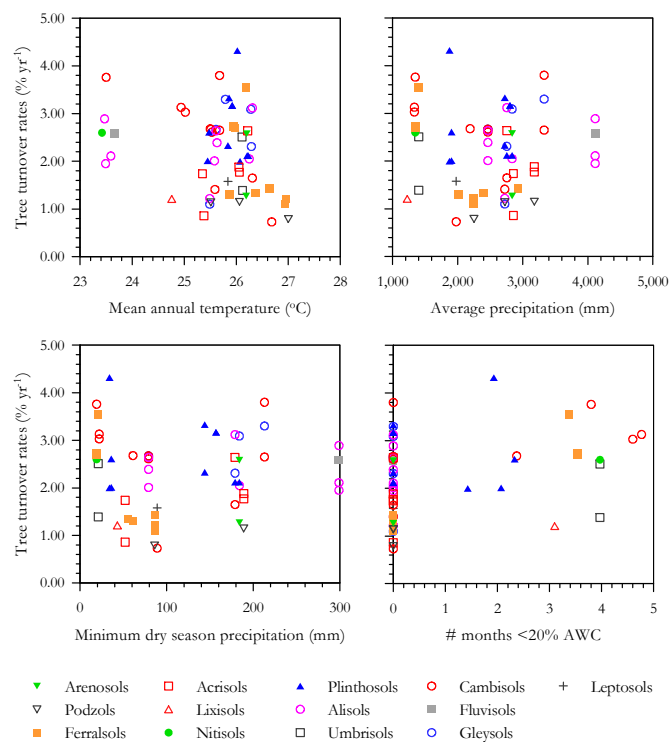 Tree turnover rates (% yr⁻¹)
5.00
4.00
3.00
2.00
1.00
0.00
23 24 25 26 27 28
Mean annual temperature (°C)
1,000 2,000 3,000 4,000 5,000
Average precipitation (mm)
Tree turnover rates (% yr⁻¹)
5.00
4.00
3.00
2.00
1.00
0.00
0 100 200 300
Minimum dry season precipitation (mm)
0 1 2 3 4 5
# months <20% AWC
Arenosols Acrisols Plinthosols Cambisols Leptosols
Podzols Lixisols Alisols Fluvisols
Ferralsols Nitisols Umbrisols Gleysols